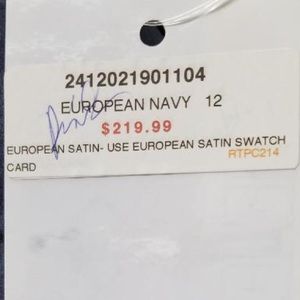 2412021901104
EUROPEAN NAVY 12
$219.99
EUROPEAN SATIN- USE EUROPEAN SATIN SWATCH
CARD
RTPC214